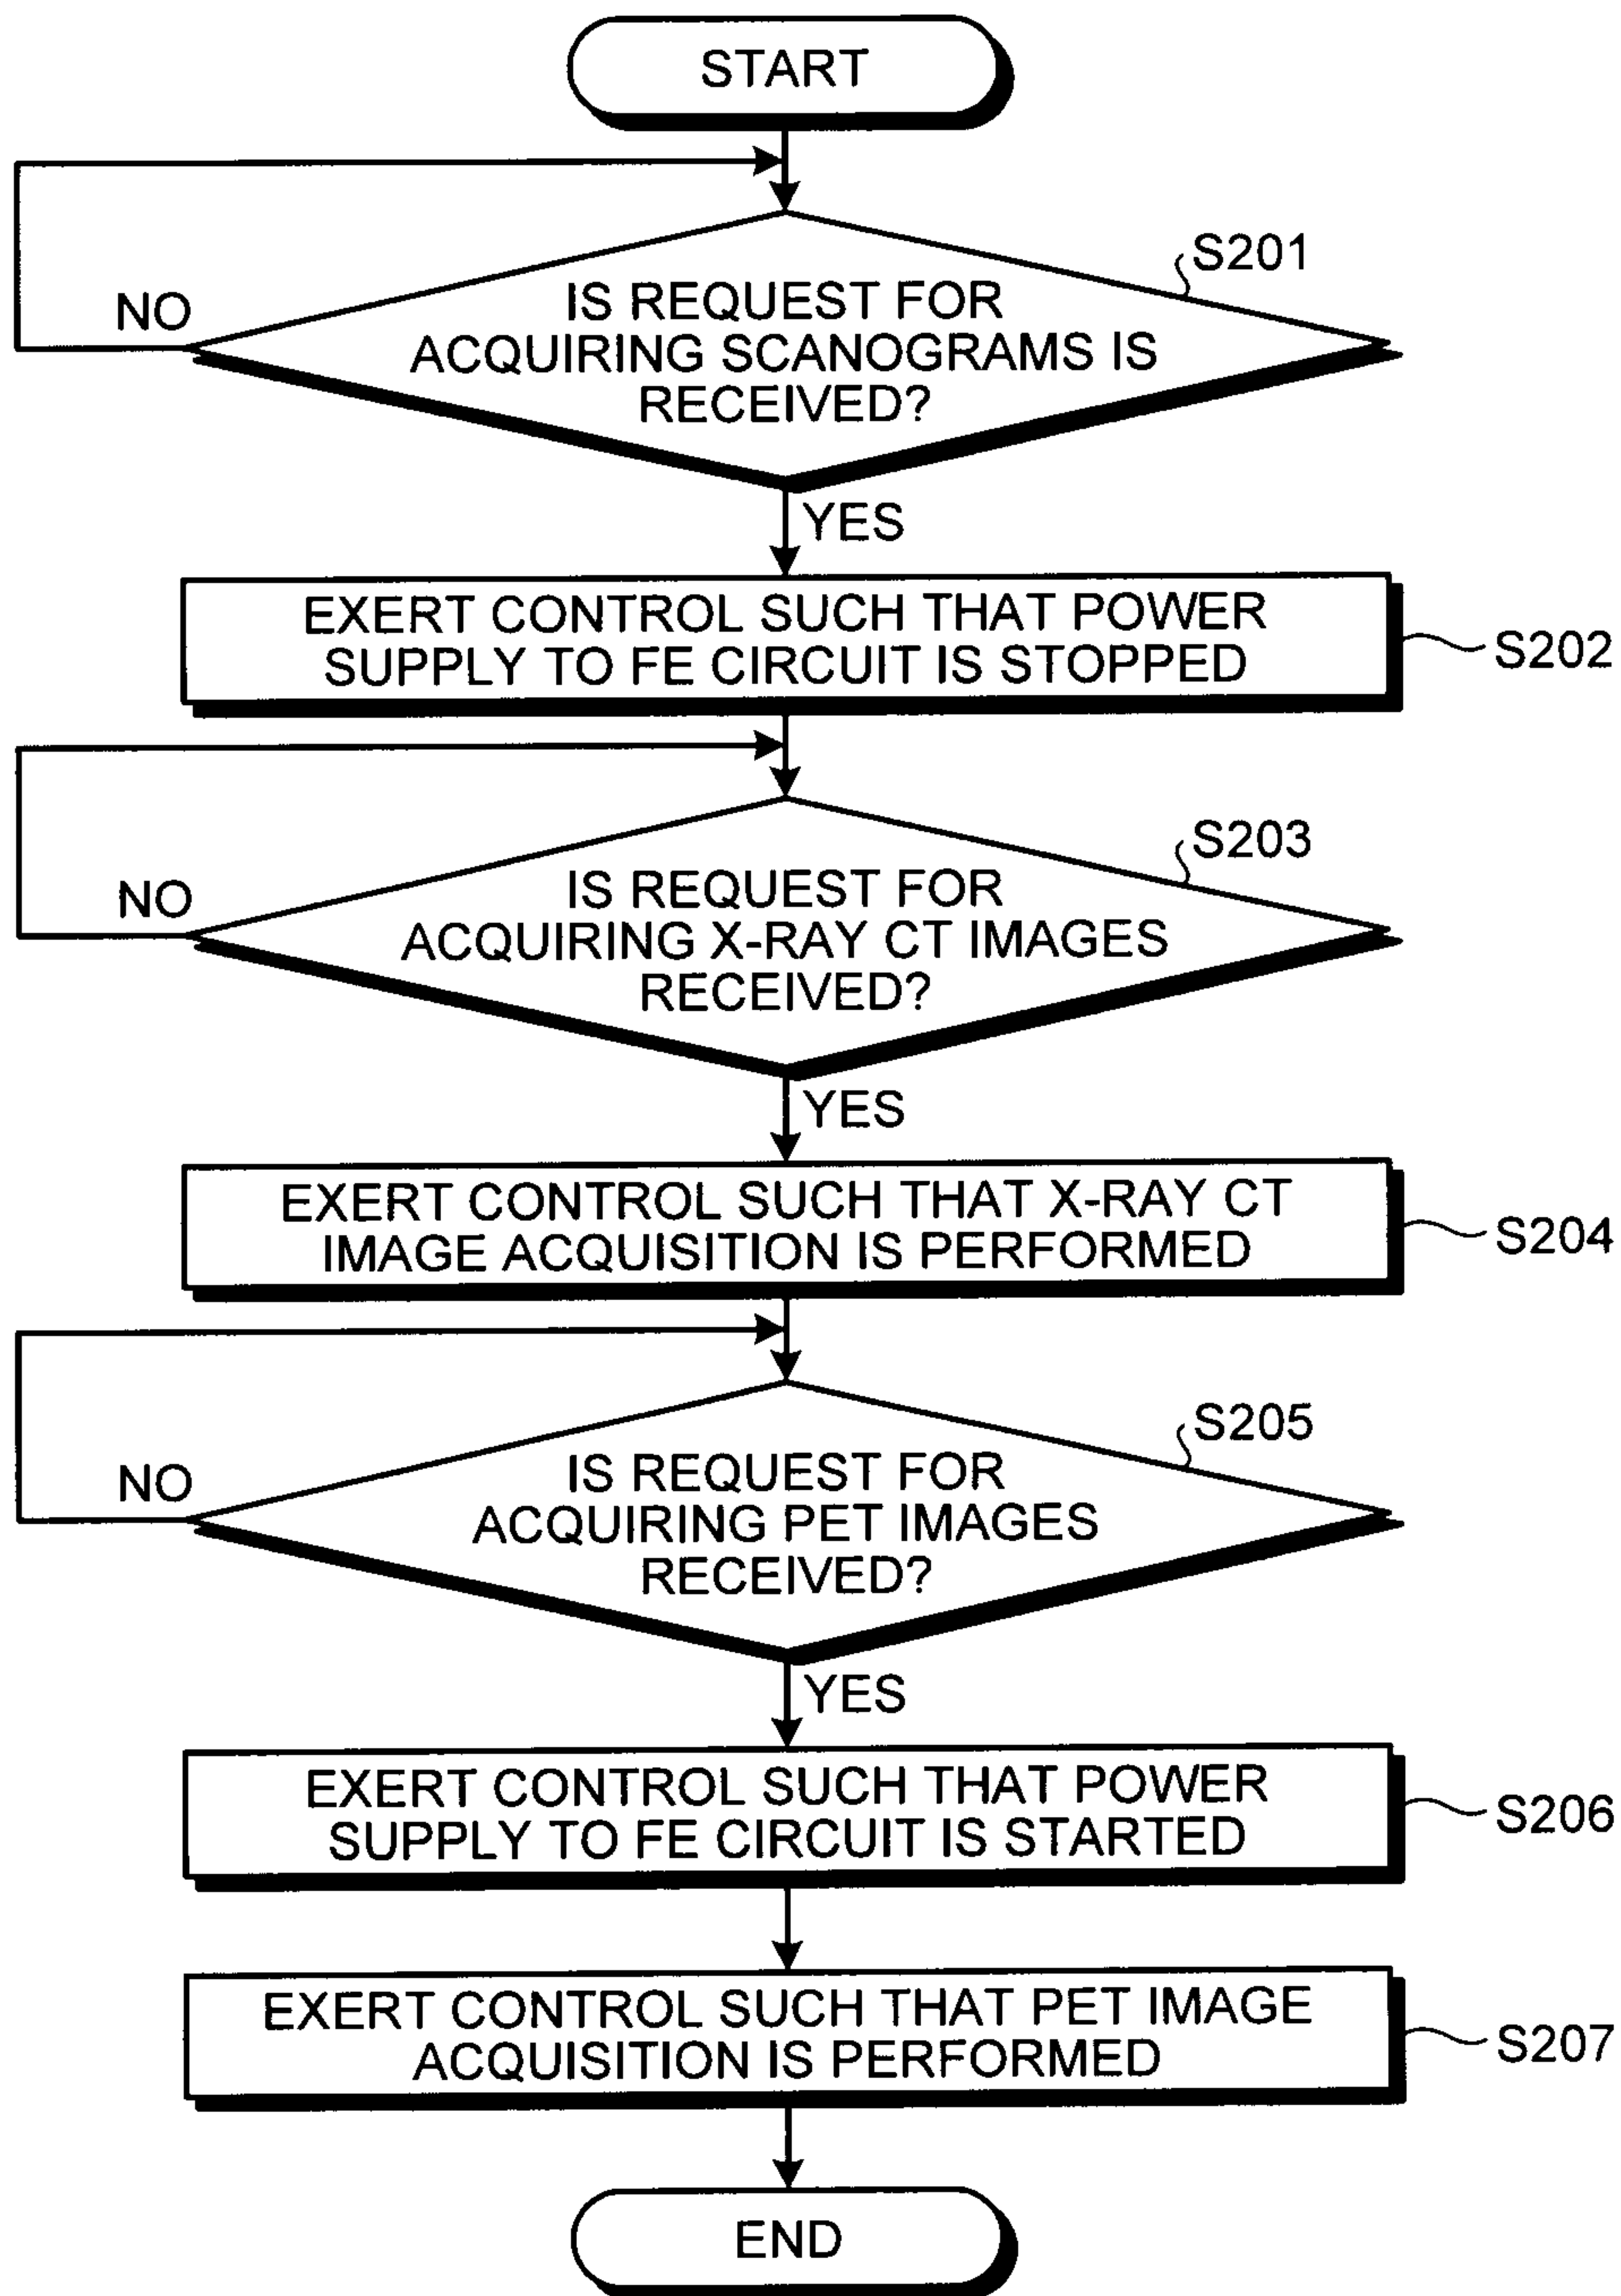 START
S201
IS REQUEST FOR
ACQUIRING SCANOGRAMS IS
RECEIVED?
NO
YES
EXERT CONTROL SUCH THAT POWER
SUPPLY TO FE CIRCUIT IS STOPPED
S202
S203
IS REQUEST FOR
ACQUIRING X-RAY CT IMAGES
RECEIVED?
NO
YES
EXERT CONTROL SUCH THAT X-RAY CT
IMAGE ACQUISITION IS PERFORMED
S204
S205
IS REQUEST FOR
ACQUIRING PET IMAGES
RECEIVED?
NO
YES
EXERT CONTROL SUCH THAT POWER
SUPPLY TO FE CIRCUIT IS STARTED
S206
EXERT CONTROL SUCH THAT PET IMAGE
ACQUISITION IS PERFORMED
S207
END